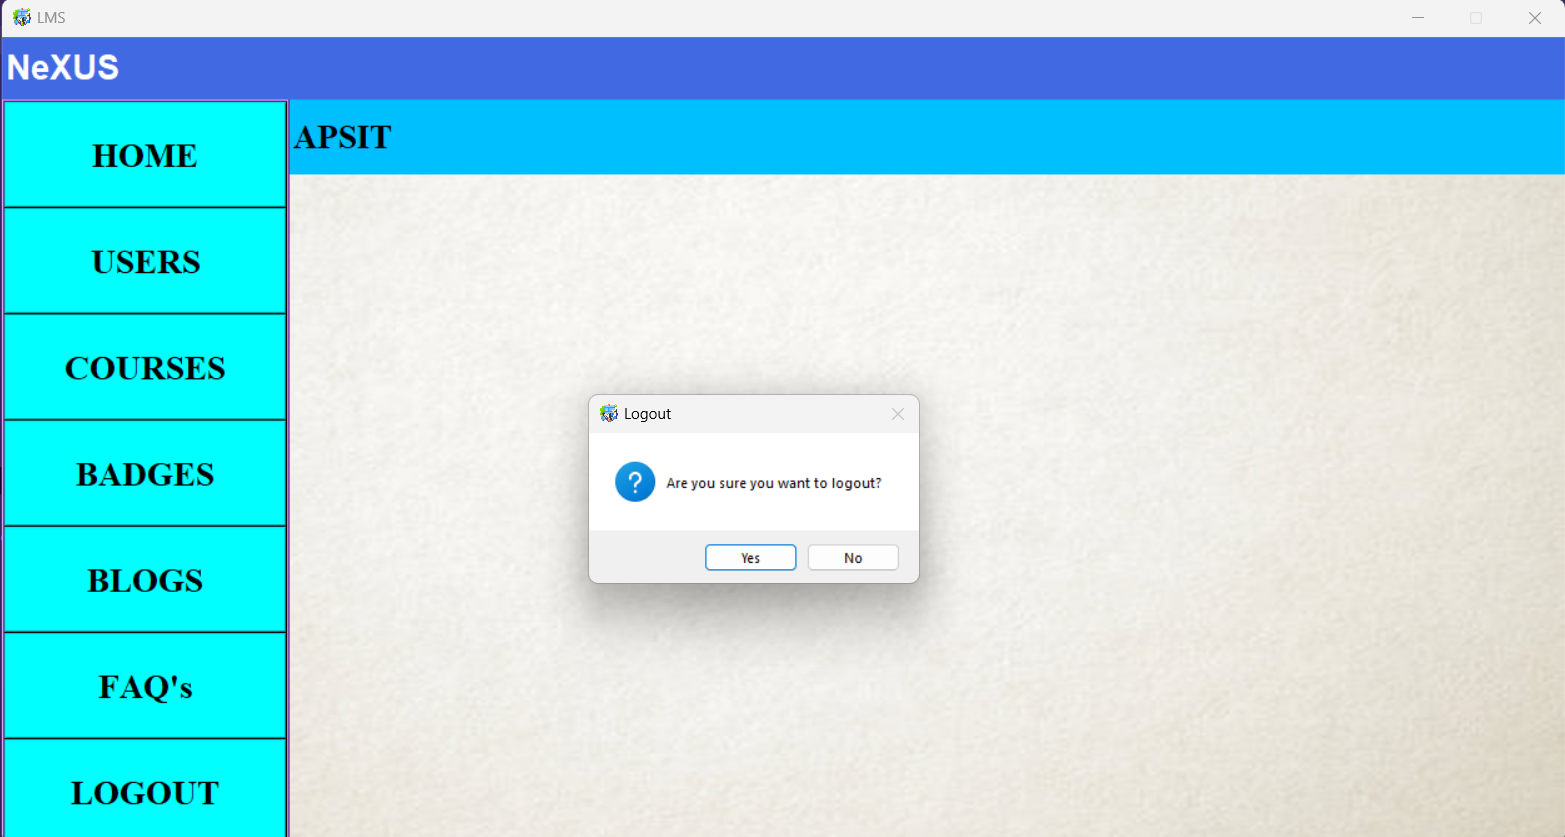 LMS
NeXUS
HOME
USERS
COURSES
BADGES
BLOGS
FAQ's
LOGOUT
APSIT
Logout
?
Are you sure you want to logout?
Yes
No